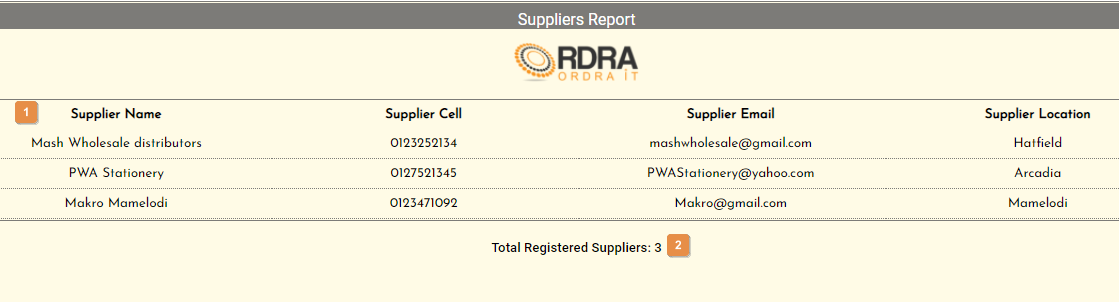 Suppliers Report
ORDRA
ORDRA IT
1 Supplier Name Supplier Cell Supplier Email Supplier Location
Mash Wholesale distributors 0123252134 mashwholesale@gmail.com Hatfield
PWA Stationery 0127521345 PWAStationery@yahoo.com Arcadia
Makro Mamelodi 0123471092 Makro@gmail.com Mamelodi
Total Registered Suppliers: 3 2